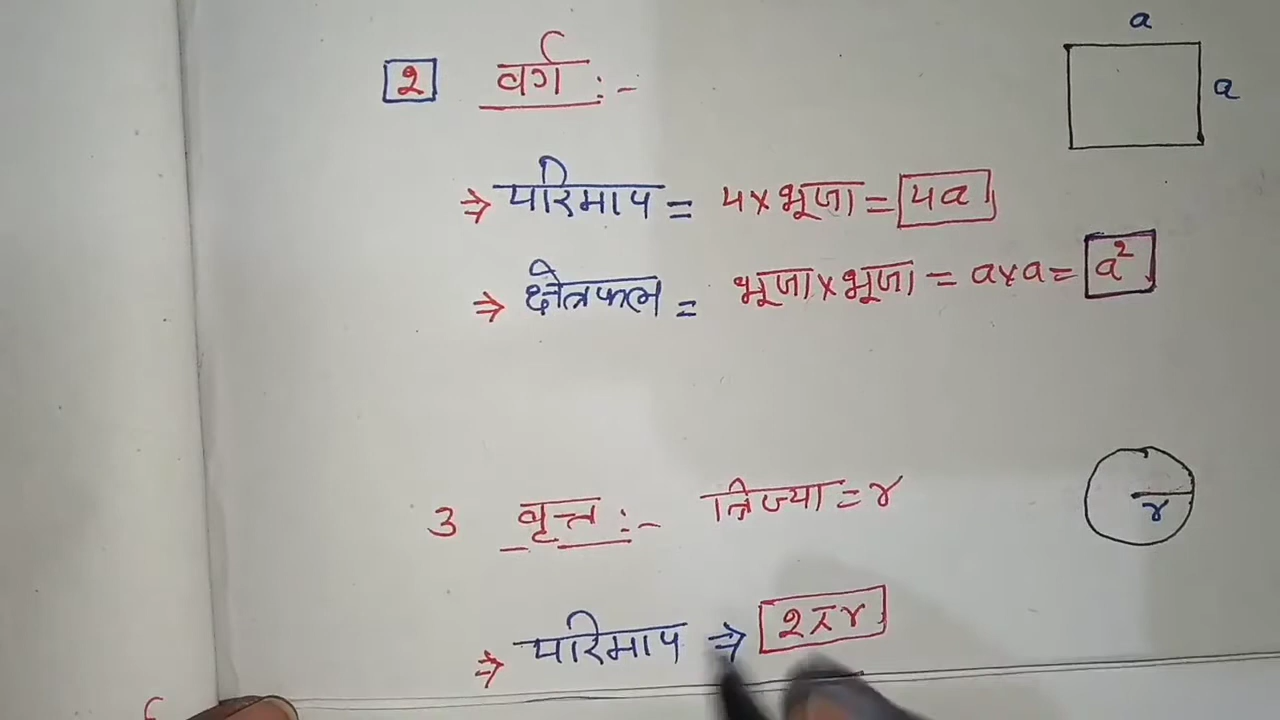 a
2 वर्ग :-
a
⇒ परिमाप = 4×भूजा = 4a
⇒ क्षेत्रफल = भूजा×भूजा = a×a = a²
3 वृत्त :- त्रिज्या = r
r
⇒ परिमाप ⇒ 2πr